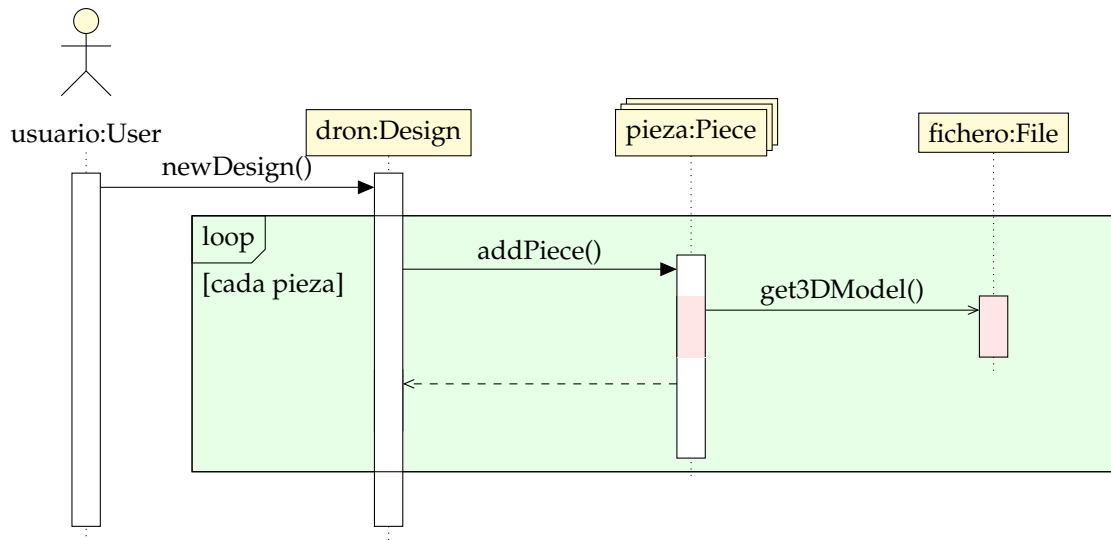 usuario:User
dron:Design
pieza:Piece
fichero:File
newDesign()
loop
[cada pieza]
addPiece()
get3DModel()